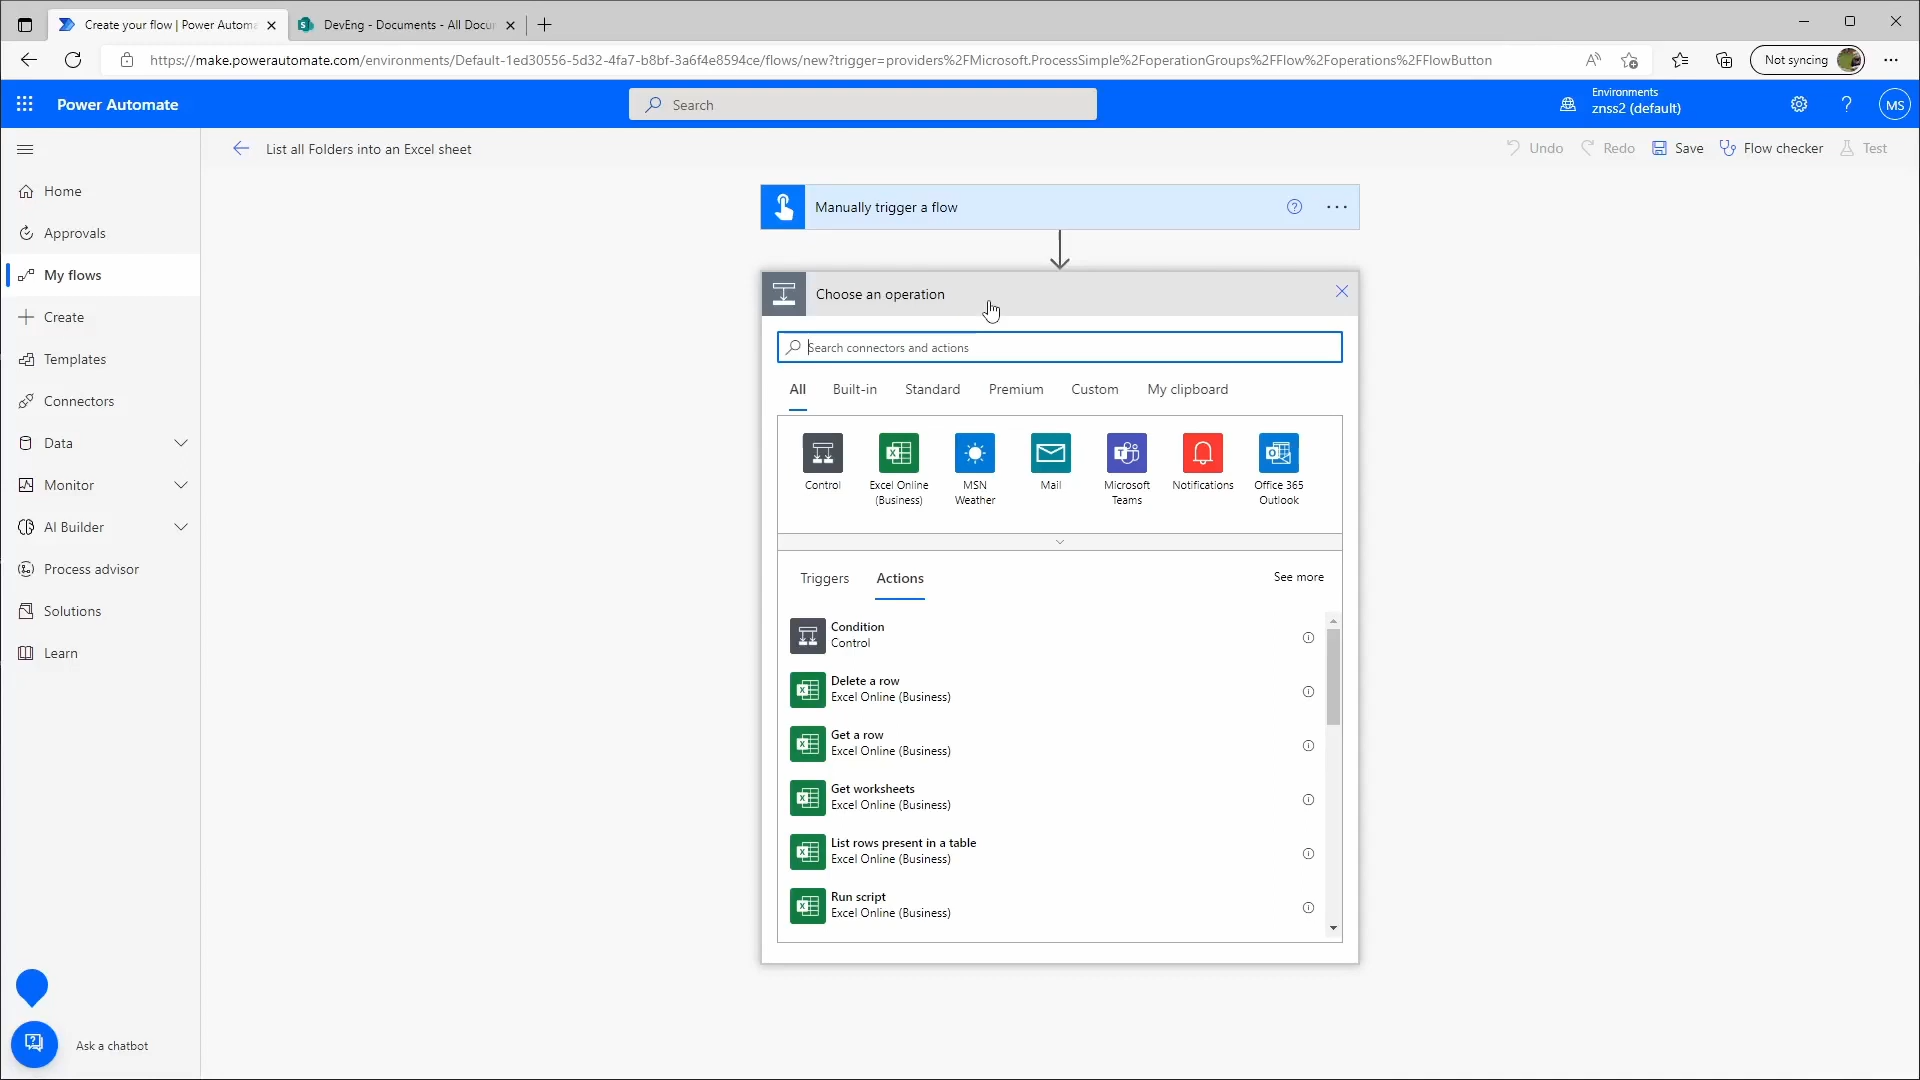 Create your flow | Power Automa
DevEng - Documents - All Docu
https://make.powerautomate.com/environments/Default-1ed30556-5d32-4fa7-b8bf-3a6f4e8594ce/flows/new?trigger=providers%2FMicrosoft.ProcessSimple%2FoperationGroups%2FFlow%2Foperations%2FFlowButton
Not syncing
Power Automate
Search
Environments
znss2 (default)
?
MS
List all Folders into an Excel sheet
Undo
Redo
Save
Flow checker
Test
Home
Approvals
My flows
Create
Templates
Connectors
Data
Monitor
AI Builder
Process advisor
Solutions
Learn
Ask a chatbot
Manually trigger a flow
Choose an operation
Search connectors and actions
All
Built-in
Standard
Premium
Custom
My clipboard
Control
Excel Online
(Business)
MSN
Weather
Mail
Microsoft
Teams
Notifications
Office 365
Outlook
Triggers
Actions
See more
Condition
Control
Delete a row
Excel Online (Business)
Get a row
Excel Online (Business)
Get worksheets
Excel Online (Business)
List rows present in a table
Excel Online (Business)
Run script
Excel Online (Business)